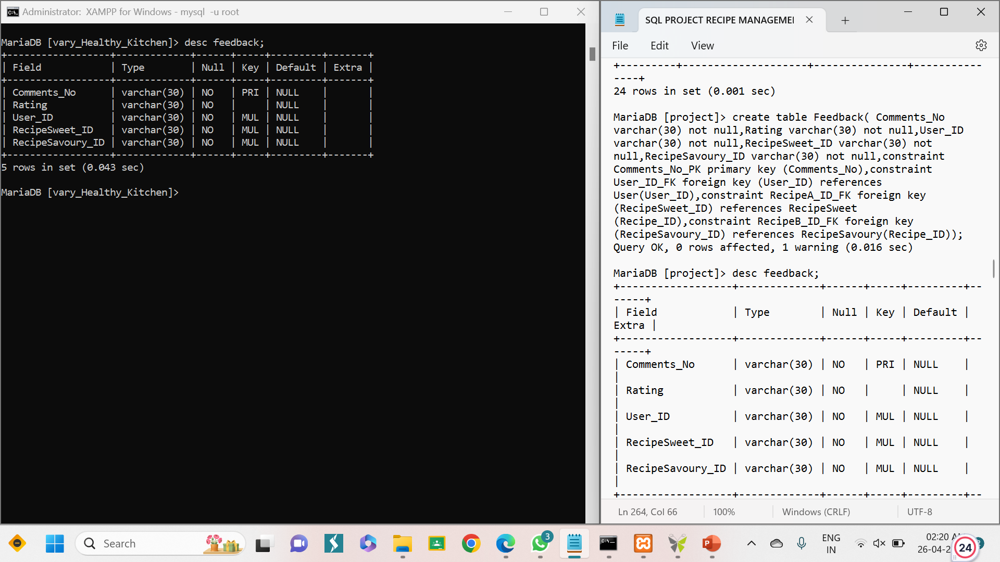 Administrator:  XAMPP for Windows - mysql  -u root
MariaDB [vary_Healthy_Kitchen]> desc feedback;
+------------------+-------------+------+-----+---------+-------+
| Field            | Type        | Null | Key | Default | Extra |
+------------------+-------------+------+-----+---------+-------+
| Comments_No      | varchar(30) | NO   | PRI | NULL    |       |
| Rating           | varchar(30) | NO   |     | NULL    |       |
| User_ID          | varchar(30) | NO   | MUL | NULL    |       |
| RecipeSweet_ID   | varchar(30) | NO   | MUL | NULL    |       |
| RecipeSavoury_ID | varchar(30) | NO   | MUL | NULL    |       |
+------------------+-------------+------+-----+---------+-------+
5 rows in set (0.043 sec)
MariaDB [vary_Healthy_Kitchen]>
SQL PROJECT RECIPE
File Edit View
+---------+--------------------+---------------+-----------
----+
24 rows in set (0.001 sec)
MariaDB [project]> create table Feedback( Comments_No
varchar(30) not null,Rating varchar(30) not null,User_ID
varchar(30) not null,RecipeSweet_ID varchar(30) not
null,RecipeSavoury_ID varchar(30) not null,constraint
Comments_No_PK primary key (Comments_No),constraint
User_ID_FK foreign key (User_ID) references
User(User_ID),constraint RecipeA_ID_FK foreign key
(RecipeSweet_ID) references RecipeSweet
(Recipe_ID),constraint RecipeB_ID_FK foreign key
(RecipeSavoury_ID) references RecipeSavoury(Recipe_ID));
Query OK, 0 rows affected, 1 warning (0.016 sec)
MariaDB [project]> desc feedback;
+------------------+-------------+------+-----+---------+--
-----+
| Field            | Type        | Null | Key | Default |
Extra |
+------------------+-------------+------+-----+---------+--
-----+
| Comments_No      | varchar(30) | NO   | PRI | NULL    |
|
| Rating           | varchar(30) | NO   |     | NULL    |
|
| User_ID          | varchar(30) | NO   | MUL | NULL    |
|
| RecipeSweet_ID   | varchar(30) | NO   | MUL | NULL    |
|
| RecipeSavoury_ID | varchar(30) | NO   | MUL | NULL    |
|
+------------------+-------------+------+-----+---------+--
Ln 264, Col 66 100% Windows (CRLF) UTF-8
Search
3
ENG
IN
02:20
26-04-2
24